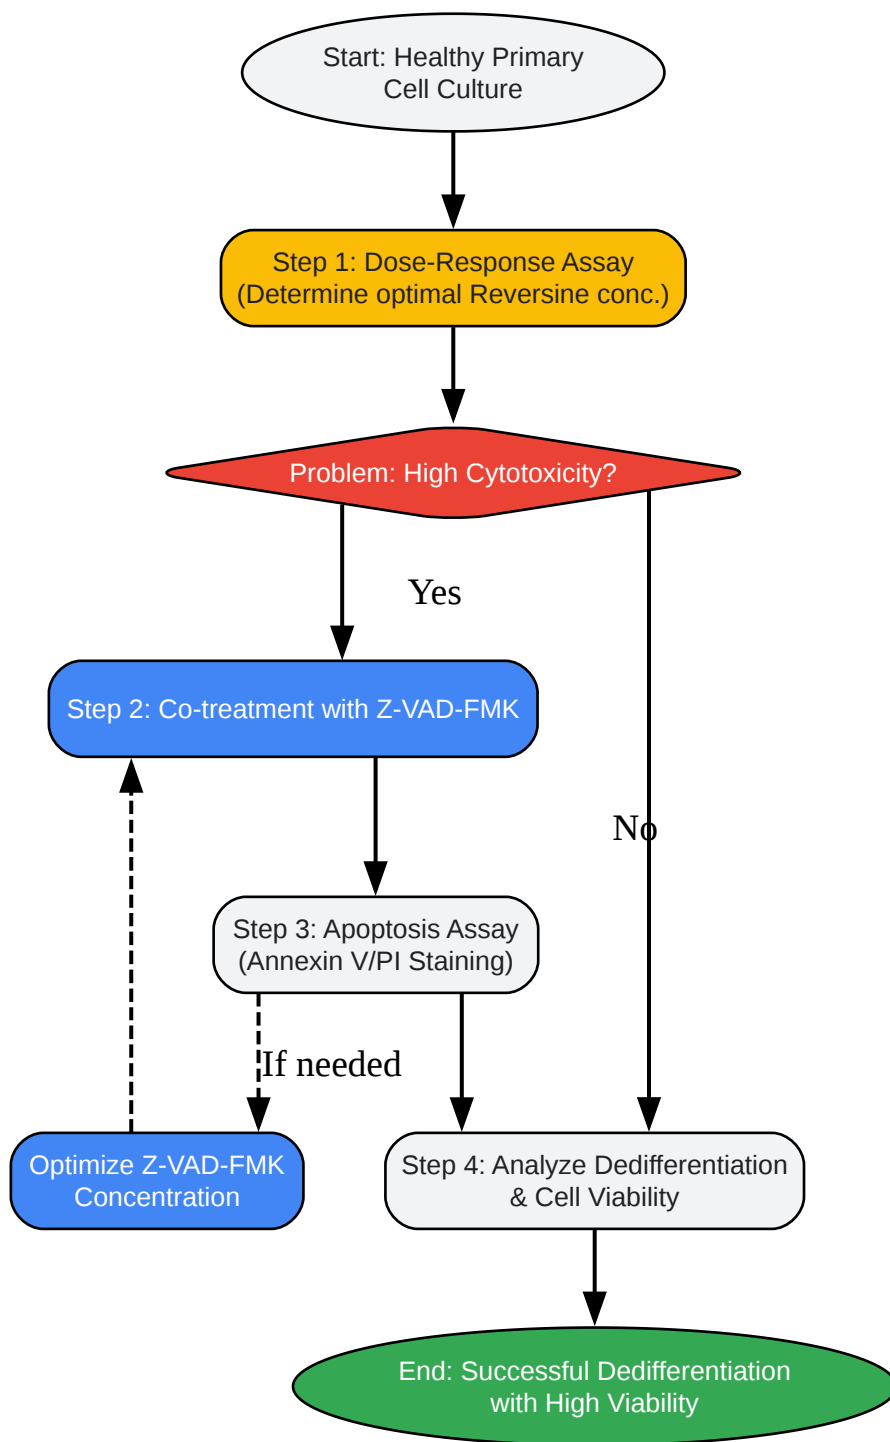 Start: Healthy Primary
Cell Culture
Step 1: Dose-Response Assay
(Determine optimal Reversine conc.)
Problem: High Cytotoxicity?
Yes
Step 2: Co-treatment with Z-VAD-FMK
No
Step 3: Apoptosis Assay
(Annexin V/PI Staining)
If needed
Optimize Z-VAD-FMK
Concentration
Step 4: Analyze Dedifferentiation
& Cell Viability
End: Successful Dedifferentiation
with High Viability